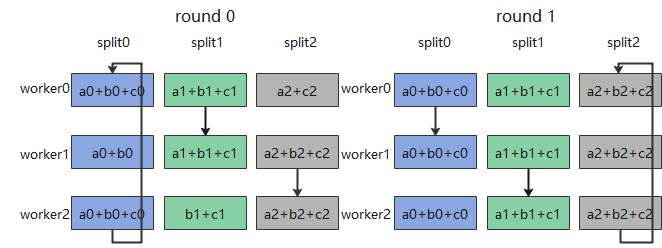 round 0 round 1
split0 split1 split2 split0 split1 split2
worker0 a0+b0+c0 a1+b1+c1 a2+c2 worker0 a0+b0+c0 a1+b1+c1 a2+b2+c2
worker1 a0+b0 a1+b1+c1 a2+b2+c2 worker1 a0+b0+c0 a1+b1+c1 a2+b2+c2
worker2 a0+b0+c0 b1+c1 a2+b2+c2 worker2 a0+b0+c0 a1+b1+c1 a2+b2+c2